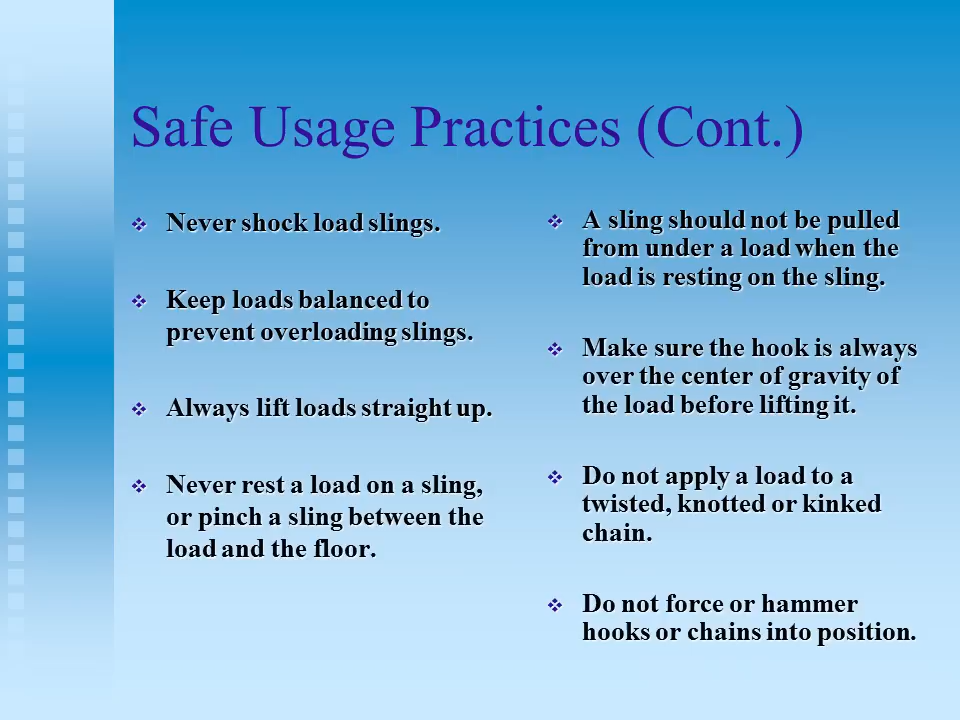 Safe Usage Practices (Cont.)
Never shock load slings.
Keep loads balanced to
prevent overloading slings.
Always lift loads straight up.
Never rest a load on a sling,
or pinch a sling between the
load and the floor.
A sling should not be pulled
from under a load when the
load is resting on the sling.
Make sure the hook is always
over the center of gravity of
the load before lifting it.
Do not apply a load to a
twisted, knotted or kinked
chain.
Do not force or hammer
hooks or chains into position.